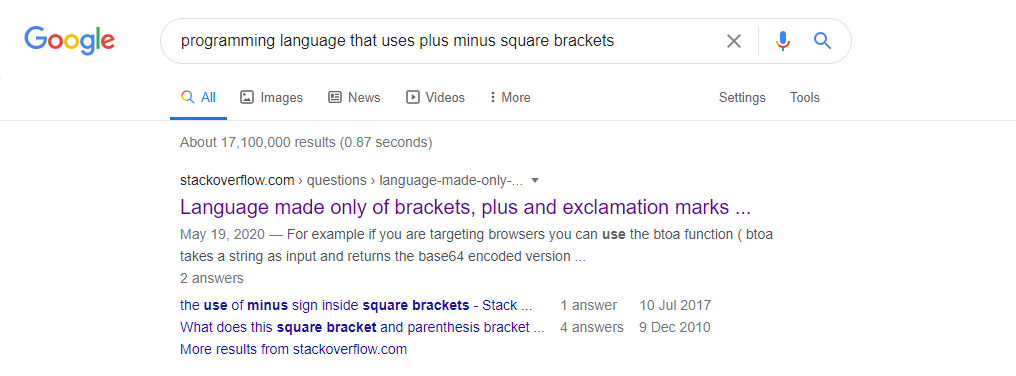 Google
programming language that uses plus minus square brackets
All Images News Videos More Settings Tools
About 17,100,000 results (0.87 seconds)
stackoverflow.com › questions › language-made-only-...
Language made only of brackets, plus and exclamation marks ...
May 19, 2020 — For example if you are targeting browsers you can use the btoa function ( btoa
takes a string as input and returns the base64 encoded version ...
2 answers
the use of minus sign inside square brackets - Stack ... 1 answer 10 Jul 2017
What does this square bracket and parenthesis bracket ... 4 answers 9 Dec 2010
More results from stackoverflow.com